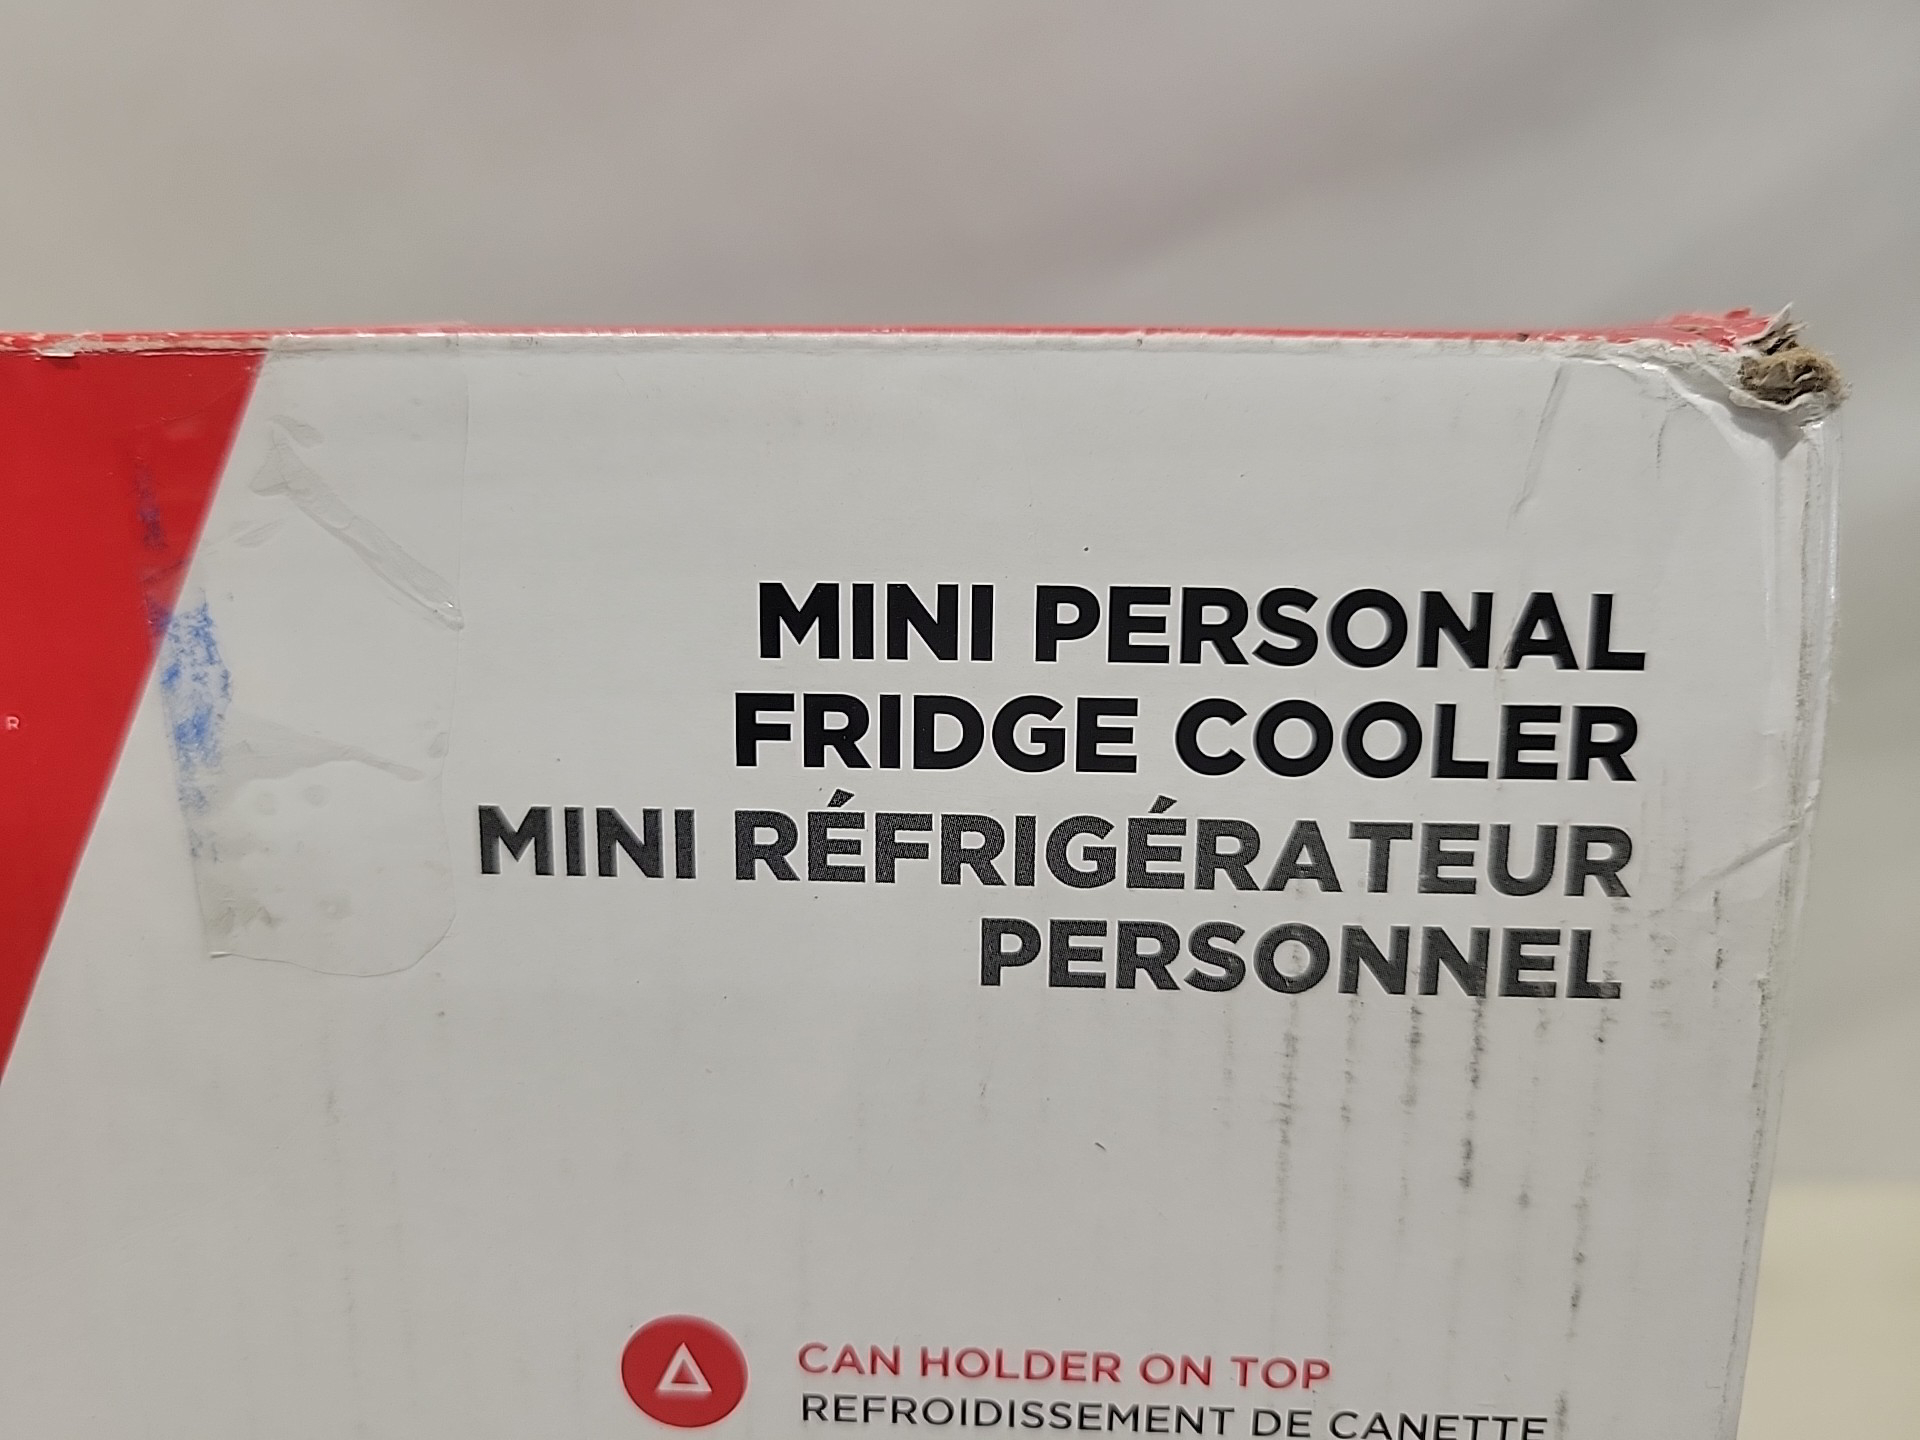 MINI PERSONAL
FRIDGE COOLER
MINI RÉFRIGÉRATEUR
PERSONNEL
R
CAN HOLDER ON TOP
REFROIDISSEMENT DE CANETTE